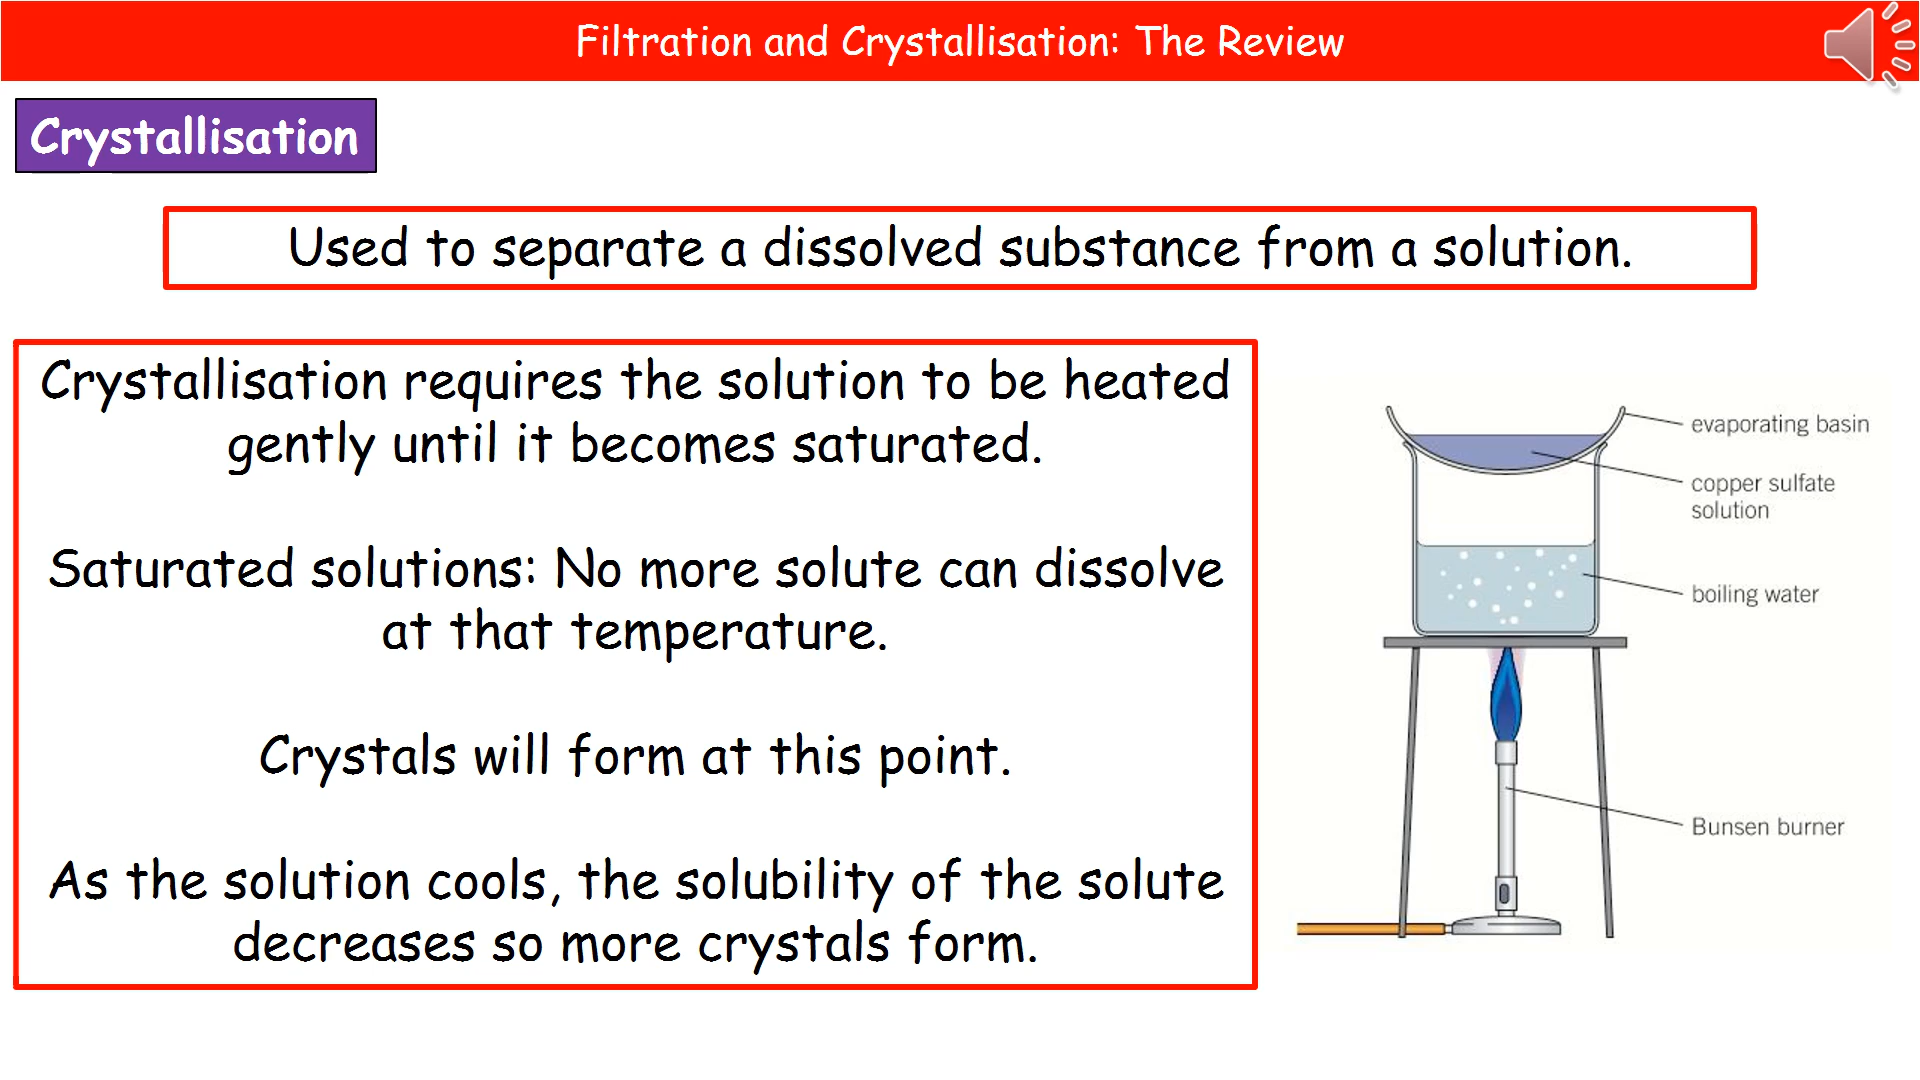 Filtration and Crystallisation: The Review
Crystallisation
Used to separate a dissolved substance from a solution.
Crystallisation requires the solution to be heated
gently until it becomes saturated.
Saturated solutions: No more solute can dissolve
at that temperature.
Crystals will form at this point.
As the solution cools, the solubility of the solute
decreases so more crystals form.
evaporating basin
copper sulfate
solution
boiling water
Bunsen burner